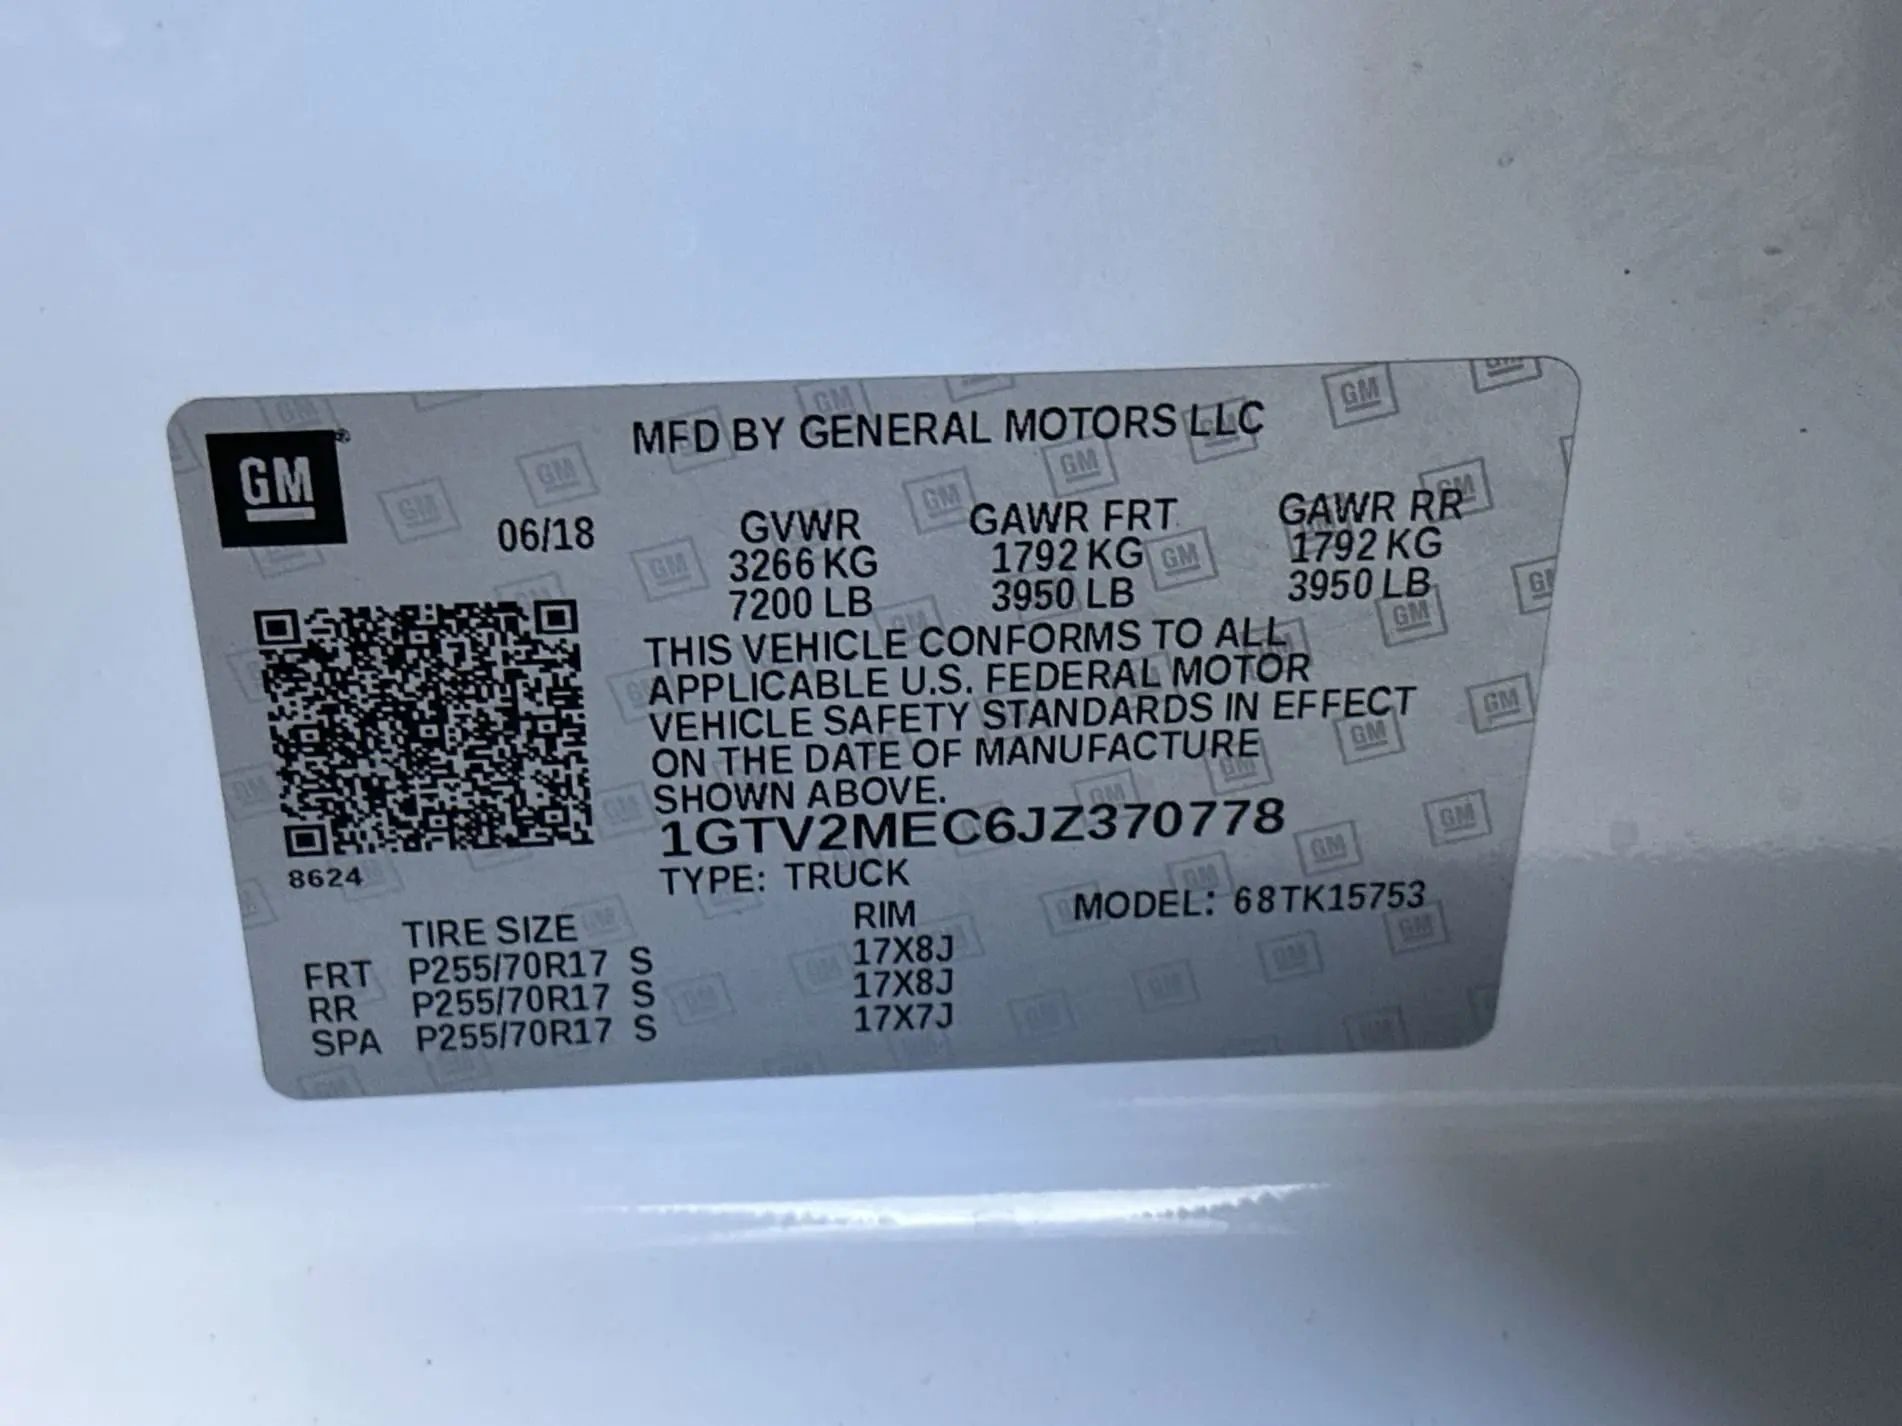 GM
MFD BY GENERAL MOTORS LLC
06/18 GVWR GAWR FRT GAWR RR
3266 KG 1792 KG 1792 KG
7200 LB 3950 LB 3950 LB
THIS VEHICLE CONFORMS TO ALL
APPLICABLE U.S. FEDERAL MOTOR
VEHICLE SAFETY STANDARDS IN EFFECT
ON THE DATE OF MANUFACTURE
SHOWN ABOVE.
1GTV2MEC6JZ370778
8624
TYPE: TRUCK
MODEL: 68TK15753
TIRE SIZE RIM
FRT P255/70R17 S 17X8J
RR P255/70R17 S 17X8J
SPA P255/70R17 S 17X7J